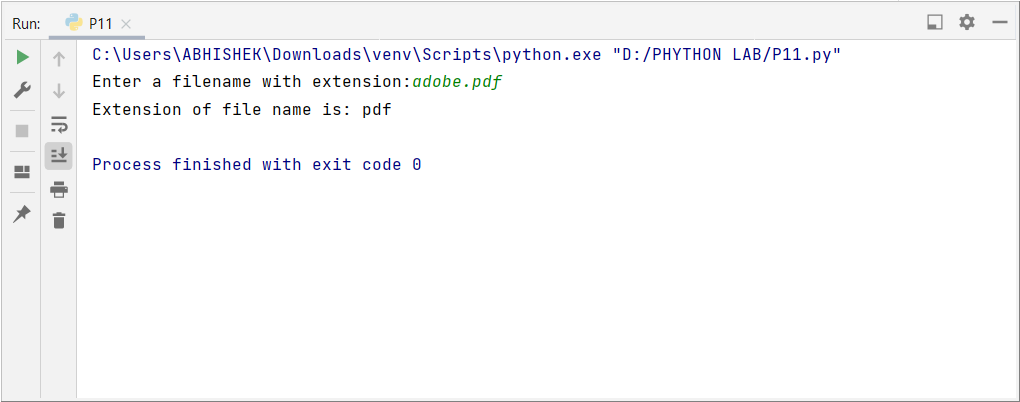 Run: P11
C:\Users\ABHISHEK\Downloads\venv\Scripts\python.exe "D:/PHYTHON LAB/P11.py"
Enter a filename with extension:adobe.pdf
Extension of file name is: pdf
Process finished with exit code 0